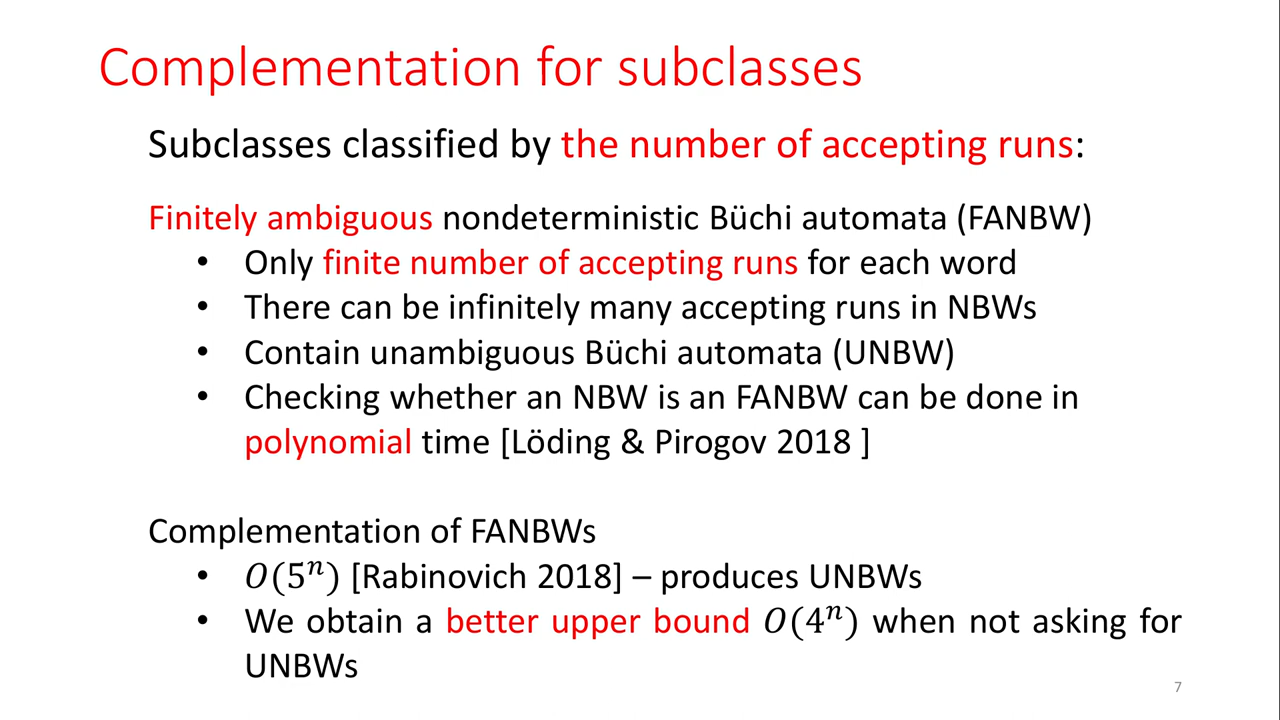 Complementation for subclasses
Subclasses classified by the number of accepting runs:
Finitely ambiguous nondeterministic Büchi automata (FANBW)
• Only finite number of accepting runs for each word
• There can be infinitely many accepting runs in NBWs
• Contain unambiguous Büchi automata (UNBW)
• Checking whether an NBW is an FANBW can be done in
polynomial time [Löding & Pirogov 2018 ]
Complementation of FANBWs
• 𝑂(5ⁿ) [Rabinovich 2018] – produces UNBWs
• We obtain a better upper bound 𝑂(4ⁿ) when not asking for
UNBWs
7